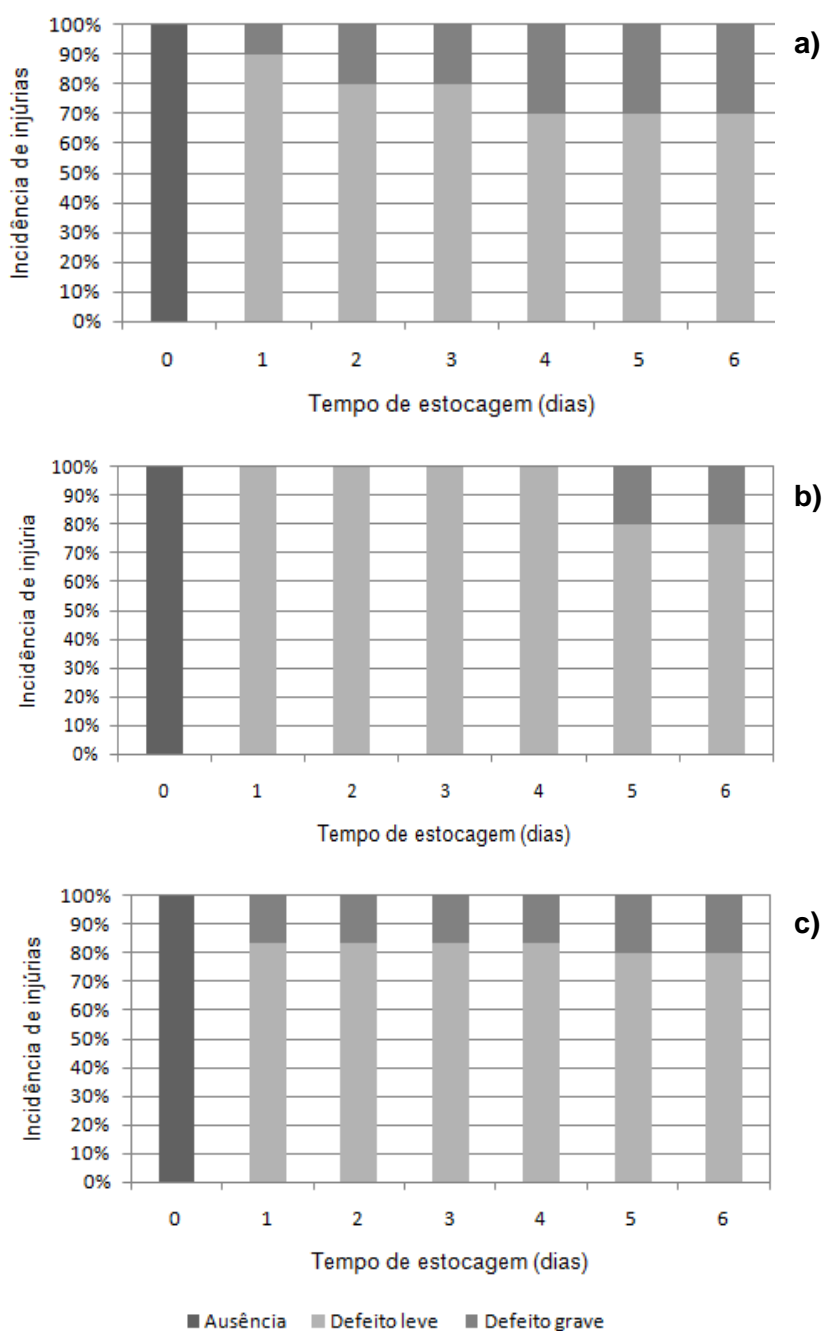 a)
Incidência de injúrias
100%
90%
80%
70%
60%
50%
40%
30%
20%
10%
0%
0 1 2 3 4 5 6
Tempo de estocagem (dias)
b)
Incidência de injúria
100%
90%
80%
70%
60%
50%
40%
30%
20%
10%
0%
0 1 2 3 4 5 6
Tempo de estocagem (dias)
c)
Incidência de injúrias
100%
90%
80%
70%
60%
50%
40%
30%
20%
10%
0%
0 1 2 3 4 5 6
Tempo de estocagem (dias)
Ausência Defeito leve Defeito grave